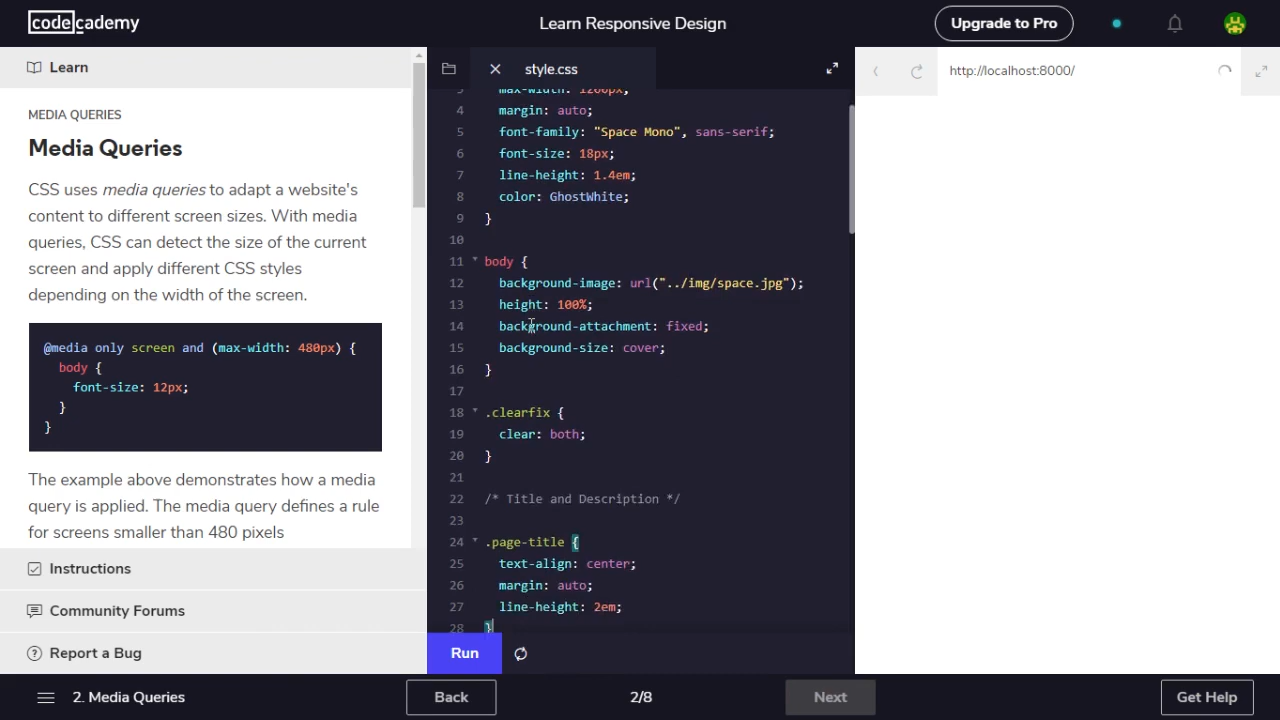 codecademy
Learn Responsive Design
Upgrade to Pro
Learn
MEDIA QUERIES
Media Queries
CSS uses media queries to adapt a website's
content to different screen sizes. With media
queries, CSS can detect the size of the current
screen and apply different CSS styles
depending on the width of the screen.
@media only screen and (max-width: 480px) {
body {
font-size: 12px;
}
}
The example above demonstrates how a media
query is applied. The media query defines a rule
for screens smaller than 480 pixels
Instructions
Community Forums
? Report a Bug
style.css
3 max-width: 1200px;
4 margin: auto;
5 font-family: "Space Mono", sans-serif;
6 font-size: 18px;
7 line-height: 1.4em;
8 color: GhostWhite;
9 }
10
11 body {
12 background-image: url("../img/space.jpg");
13 height: 100%;
14 background-attachment: fixed;
15 background-size: cover;
16 }
17
18 .clearfix {
19 clear: both;
20 }
21
22 /* Title and Description */
23
24 .page-title {
25 text-align: center;
26 margin: auto;
27 line-height: 2em;
28 }
Run
http://localhost:8000/
2. Media Queries
Back
2/8
Next
Get Help